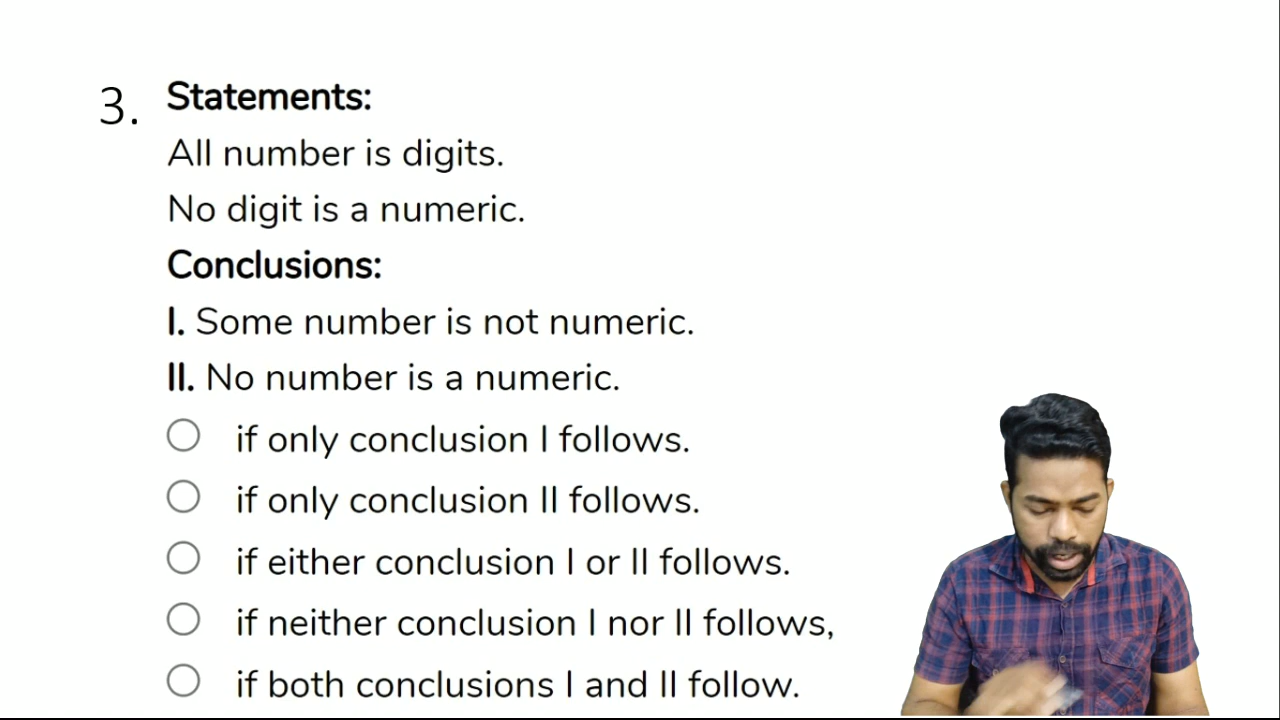 3. Statements:
All number is digits.
No digit is a numeric.
Conclusions:
I. Some number is not numeric.
II. No number is a numeric.
if only conclusion I follows.
if only conclusion II follows.
if either conclusion I or II follows.
if neither conclusion I nor II follows,
if both conclusions I and II follow.